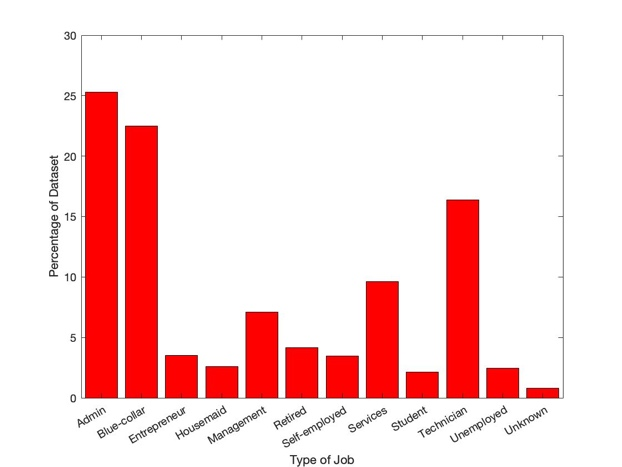 30
25
20
15
10
5
0
Percentage of Dataset
Admin
Blue-collar
Entrepreneur
Housemaid
Management
Retired
Self-employed
Services
Student
Technician
Unemployed
Unknown
Type of Job